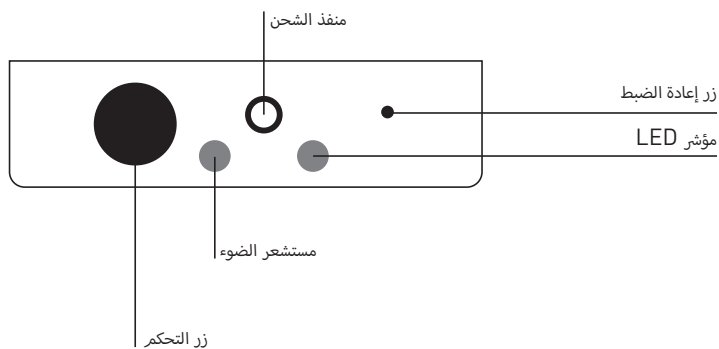 منفذ الشحن
زر إعادة الضبط
مؤشر LED
مستشعر الضوء
زر التحكم